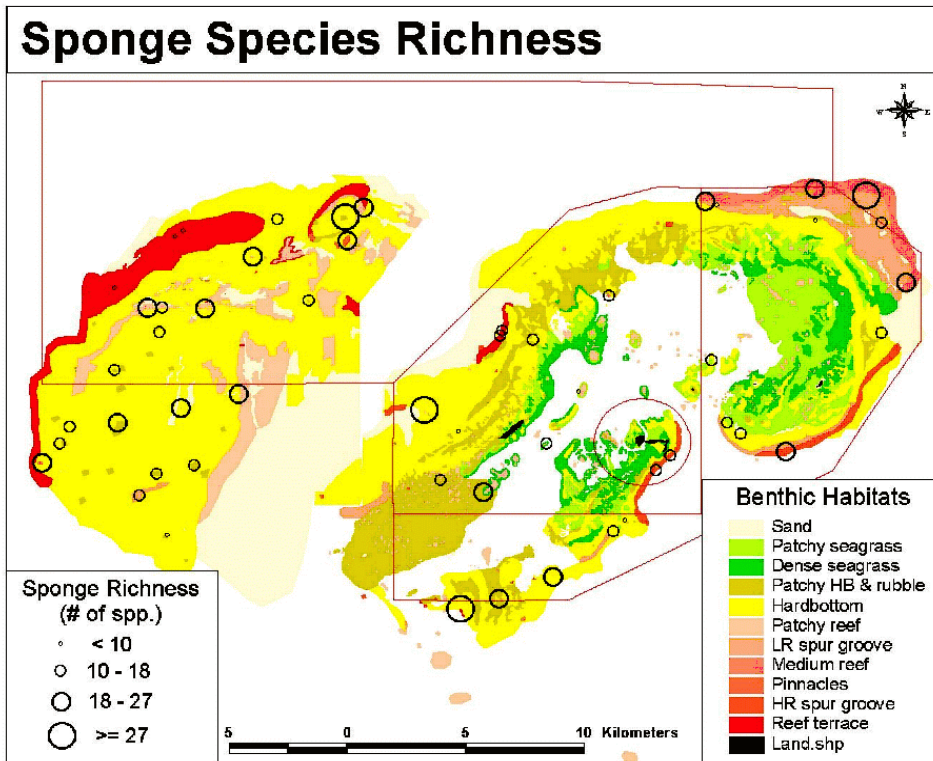 Sponge Species Richness
N
W E
S
Sponge Richness
(# of spp.)
< 10
10 - 18
18 - 27
>= 27
5 0 5 10 Kilometers
Benthic Habitats
Sand
Patchy seagrass
Dense seagrass
Patchy HB & rubble
Hardbottom
Patchy reef
LR spur groove
Medium reef
Pinnacles
HR spur groove
Reef terrace
Land.shp